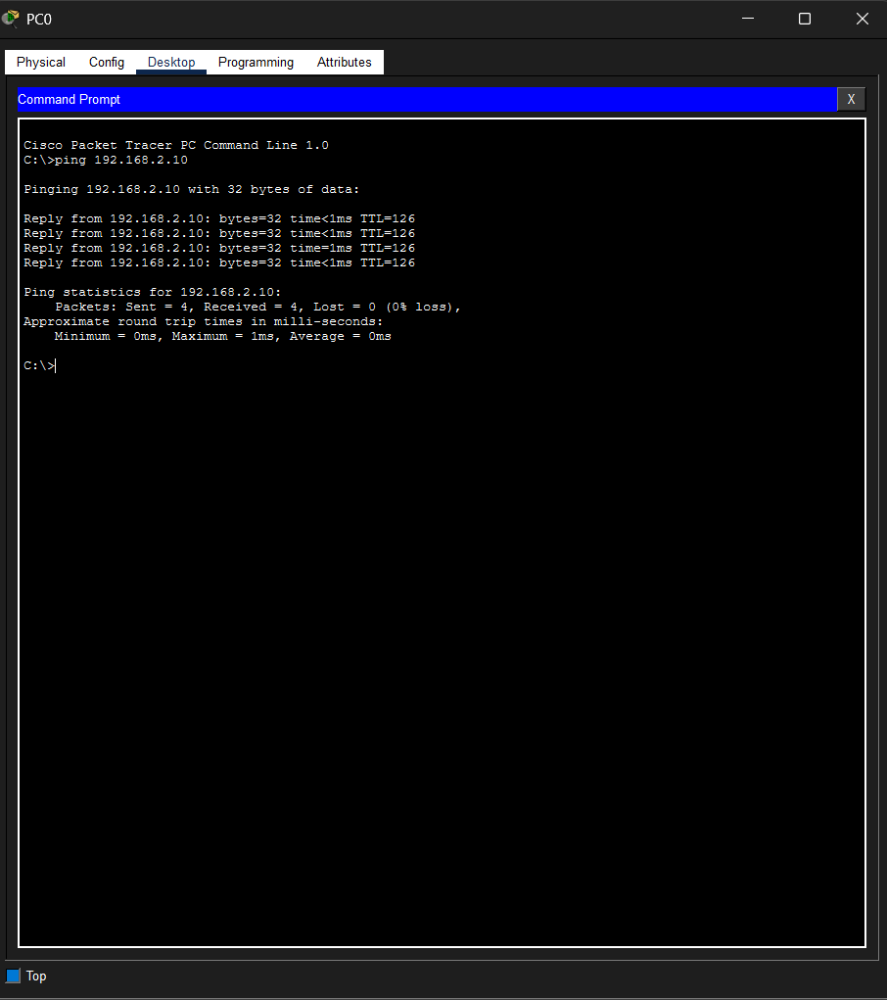 PC0
Physical Config Desktop Programming Attributes
Command Prompt
X
Cisco Packet Tracer PC Command Line 1.0
C:\>ping 192.168.2.10
Pinging 192.168.2.10 with 32 bytes of data:
Reply from 192.168.2.10: bytes=32 time<1ms TTL=126
Reply from 192.168.2.10: bytes=32 time<1ms TTL=126
Reply from 192.168.2.10: bytes=32 time=1ms TTL=126
Reply from 192.168.2.10: bytes=32 time<1ms TTL=126
Ping statistics for 192.168.2.10:
    Packets: Sent = 4, Received = 4, Lost = 0 (0% loss),
Approximate round trip times in milli-seconds:
    Minimum = 0ms, Maximum = 1ms, Average = 0ms
C:\>
Top